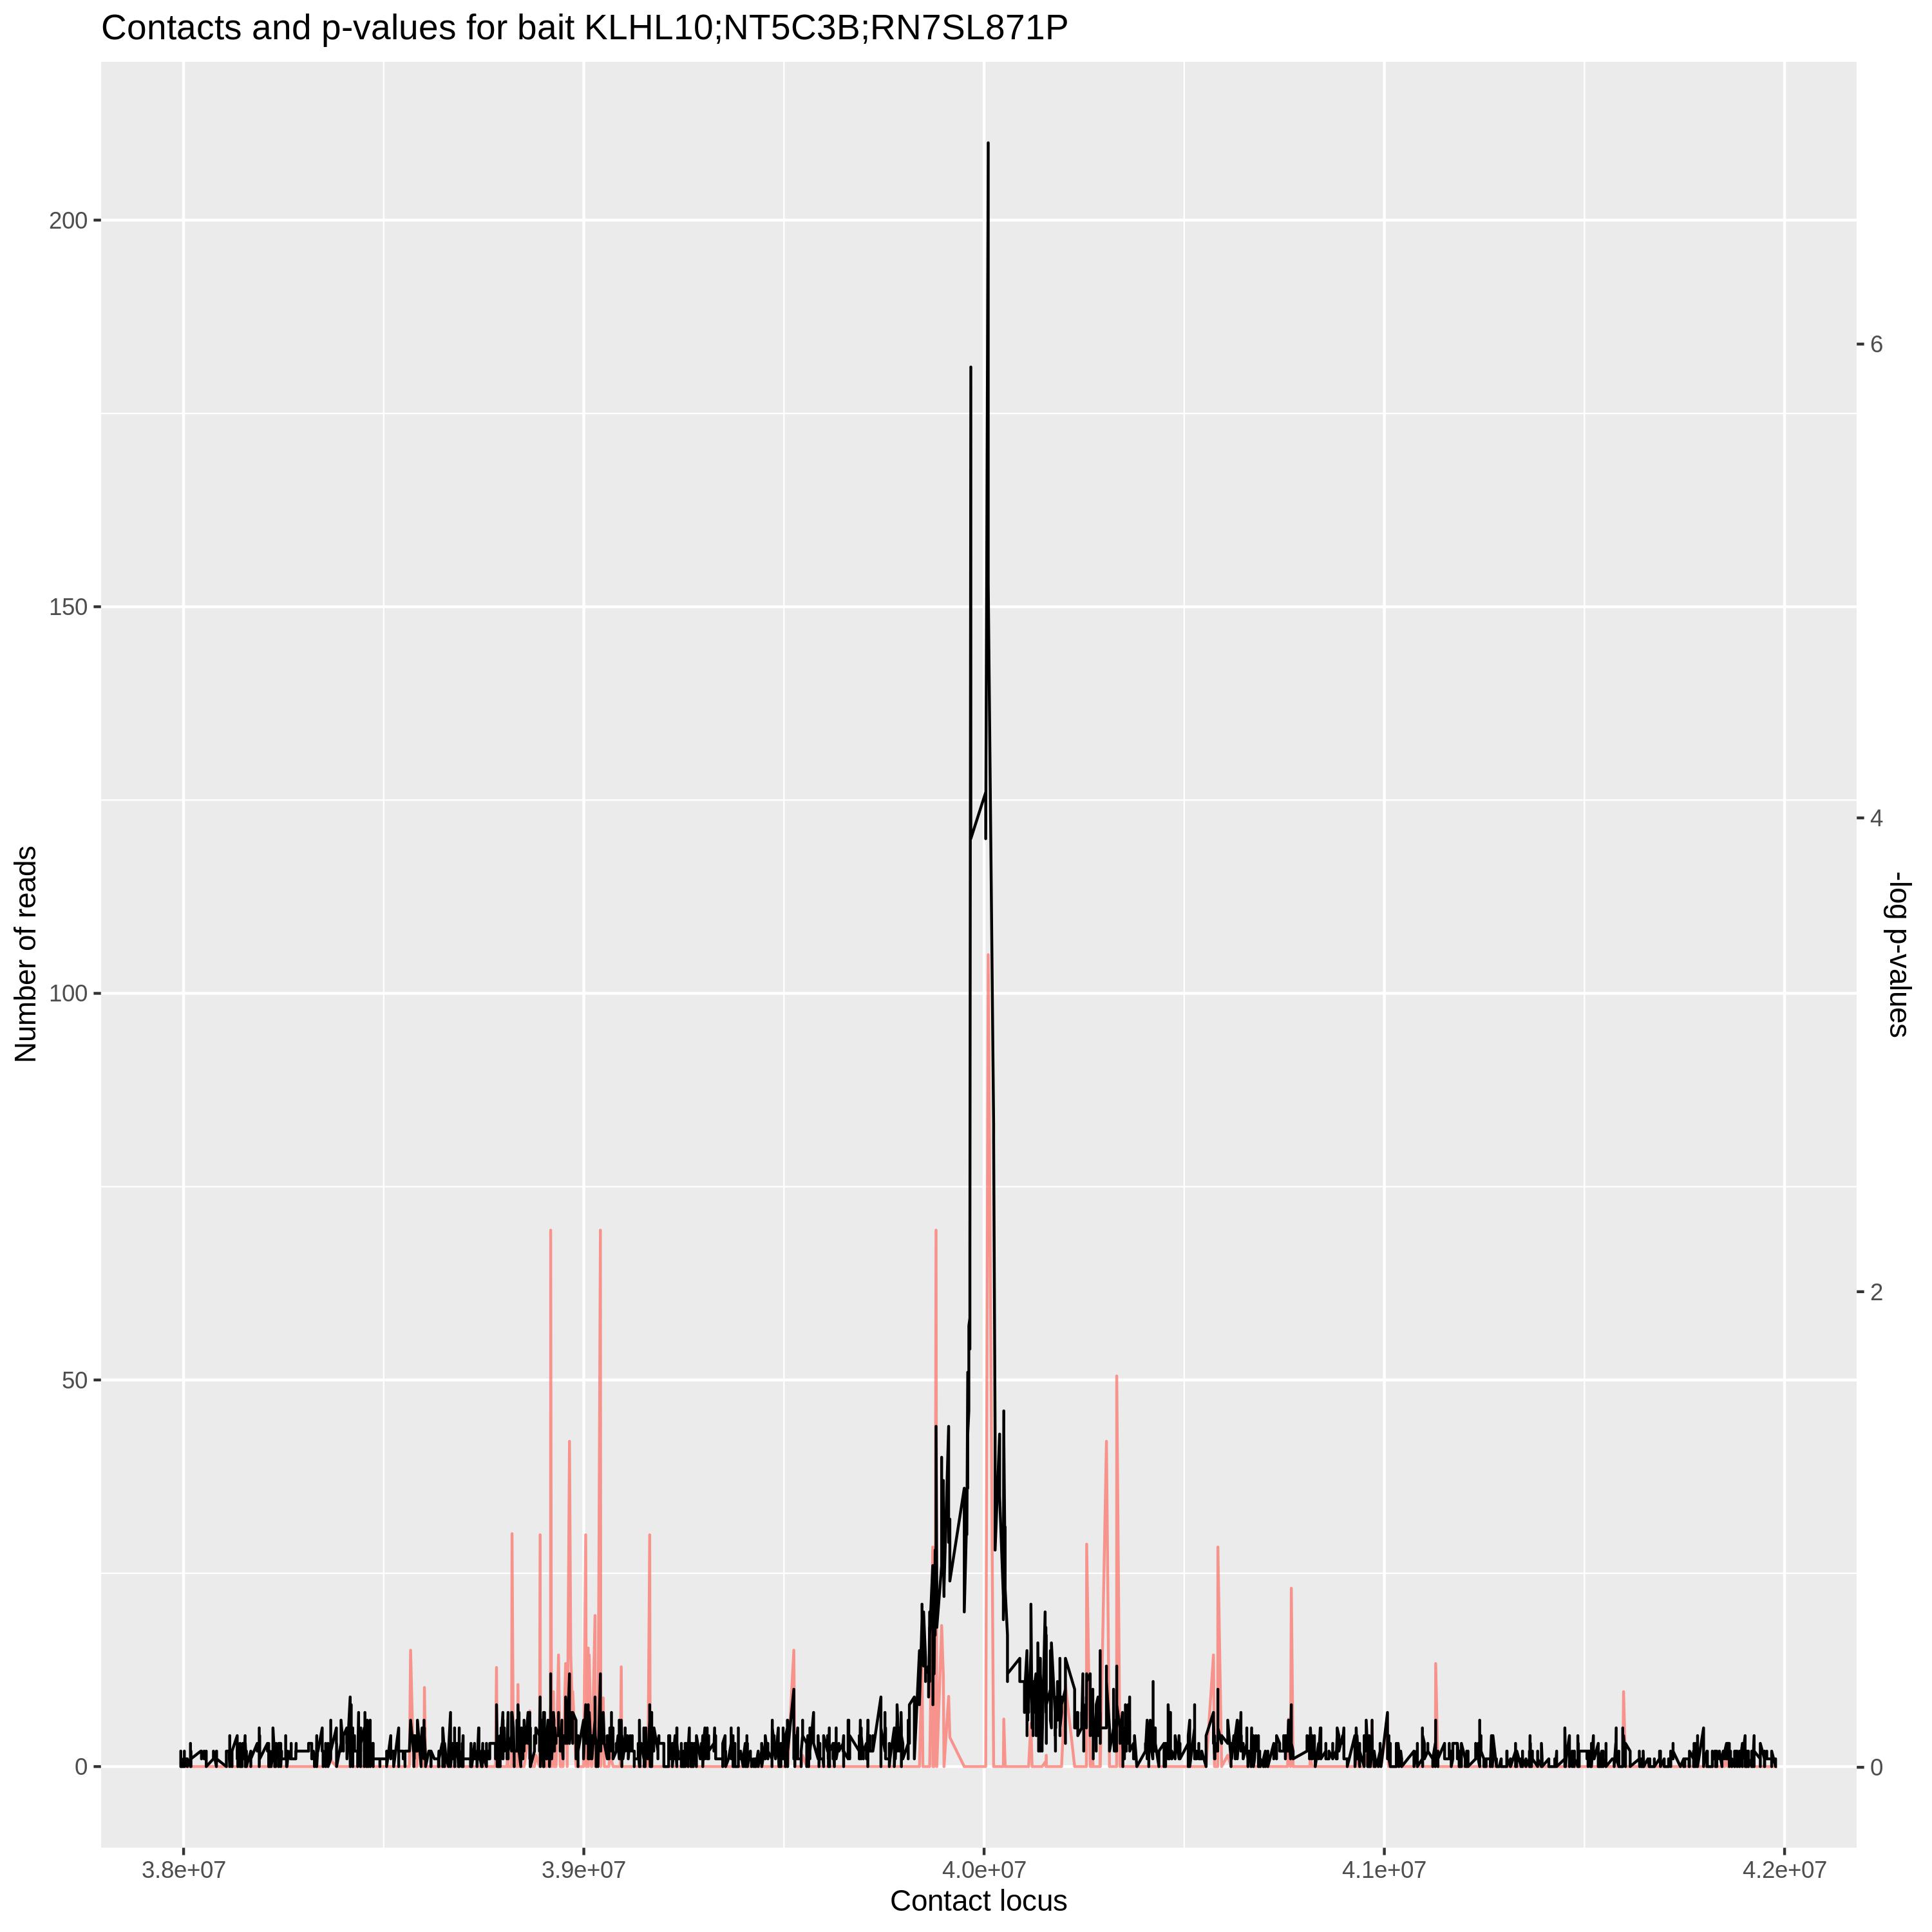 Contacts and p-values for bait KLHL10;NT5C3B;RN7SL871P
200
150
100
50
0
Number of reads
6
4
2
0
-log p-values
3.8e+07
3.9e+07
4.0e+07
4.1e+07
4.2e+07
Contact locus